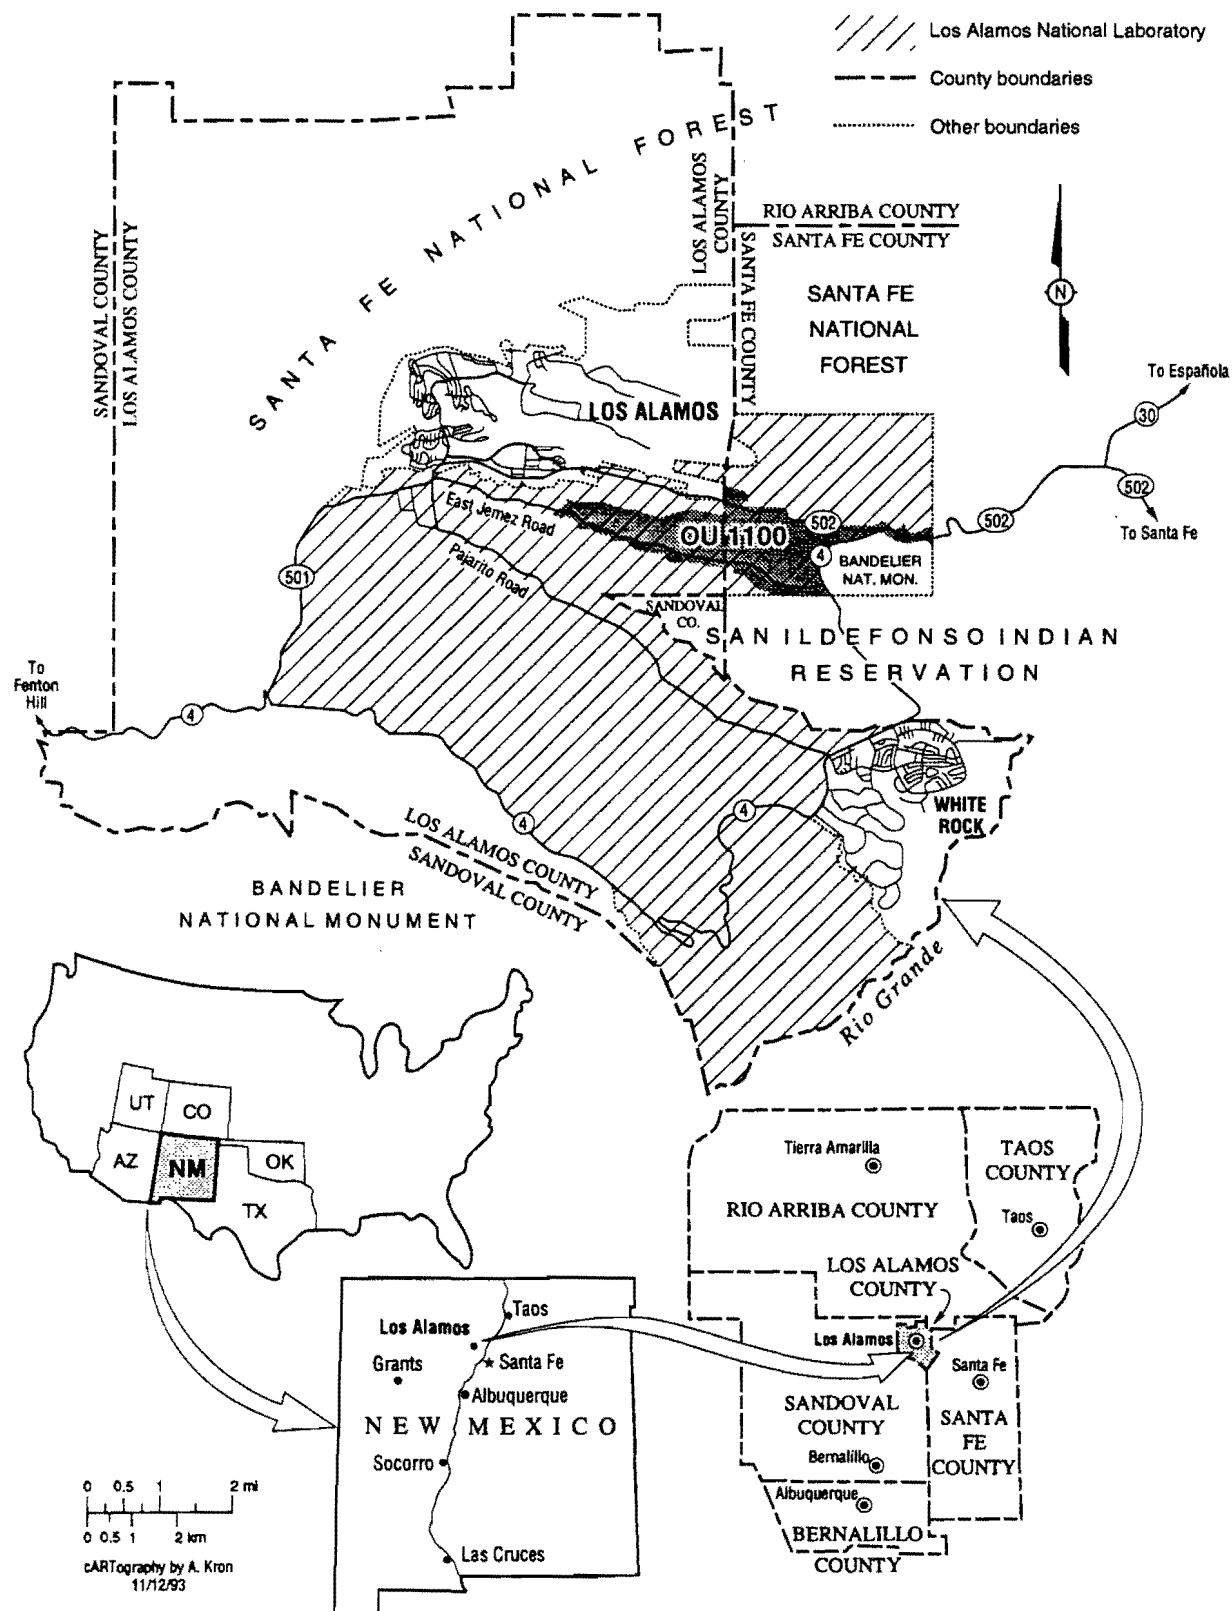 Los Alamos National Laboratory
County boundaries
Other boundaries
SANTA FE NATIONAL FOREST
SANDOVAL COUNTY
LOS ALAMOS COUNTY
LOS ALAMOS
COUNTY
SANTA FE COUNTY
RIO ARRIBA COUNTY
SANTA FE COUNTY
SANTA FE
NATIONAL
FOREST
N
To Española
30
502
To Santa Fe
502
502
4
LOS ALAMOS
East Jemez Road
OU 1100
BANDELIER
NAT. MON.
Pajarito Road
501
SANDOVAL
CO.
SAN ILDEFONSO INDIAN
RESERVATION
To
Fenton
Hill
4
4
4
WHITE
ROCK
LOS ALAMOS COUNTY
SANDOVAL COUNTY
BANDELIER
NATIONAL MONUMENT
Rio Grande
UT
CO
AZ
NM
OK
TX
Tierra Amarilla
TAOS
COUNTY
RIO ARRIBA COUNTY
Taos
LOS ALAMOS
COUNTY
Los Alamos
Santa Fe
SANDOVAL
COUNTY
SANTA
FE
COUNTY
Bernalillo
Albuquerque
BERNALILLO
COUNTY
Taos
Los Alamos
Santa Fe
Grants
Albuquerque
NEW MEXICO
Socorro
Las Cruces
0 0.5 1 2 mi
0 0.5 1 2 km
cARTography by A. Kron
11/12/93